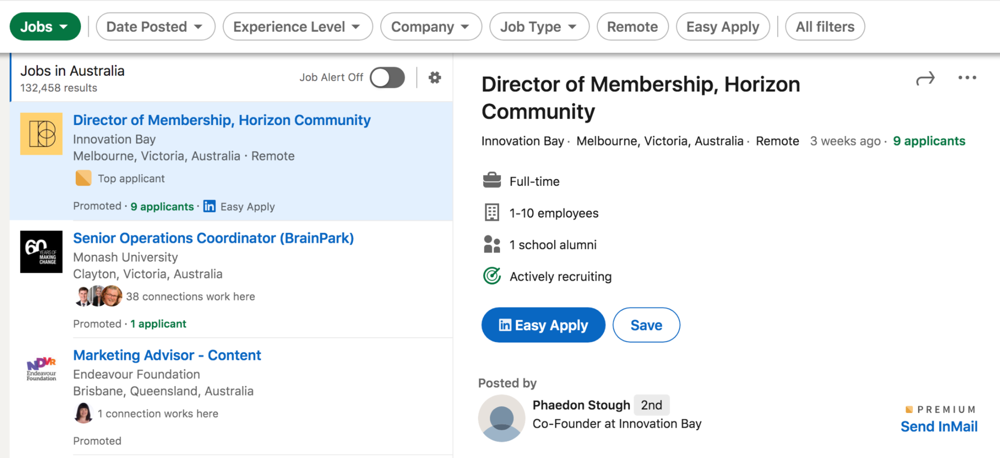 Jobs
Date Posted
Experience Level
Company
Job Type
Remote
Easy Apply
All filters
Jobs in Australia
132,458 results
Job Alert Off
Director of Membership, Horizon Community
Innovation Bay
Melbourne, Victoria, Australia · Remote
Top applicant
Promoted · 9 applicants · in Easy Apply
60
YEARS OF
MAKING
CHANGE
Senior Operations Coordinator (BrainPark)
Monash University
Clayton, Victoria, Australia
38 connections work here
Promoted · 1 applicant
NDVR
Endeavour
Foundation
Marketing Advisor - Content
Endeavour Foundation
Brisbane, Queensland, Australia
1 connection works here
Promoted
Director of Membership, Horizon
Community
Innovation Bay · Melbourne, Victoria, Australia · Remote 3 weeks ago · 9 applicants
Full-time
1-10 employees
1 school alumni
Actively recruiting
in Easy Apply
Save
Posted by
Phaedon Stough 2nd
Co-Founder at Innovation Bay
PREMIUM
Send InMail